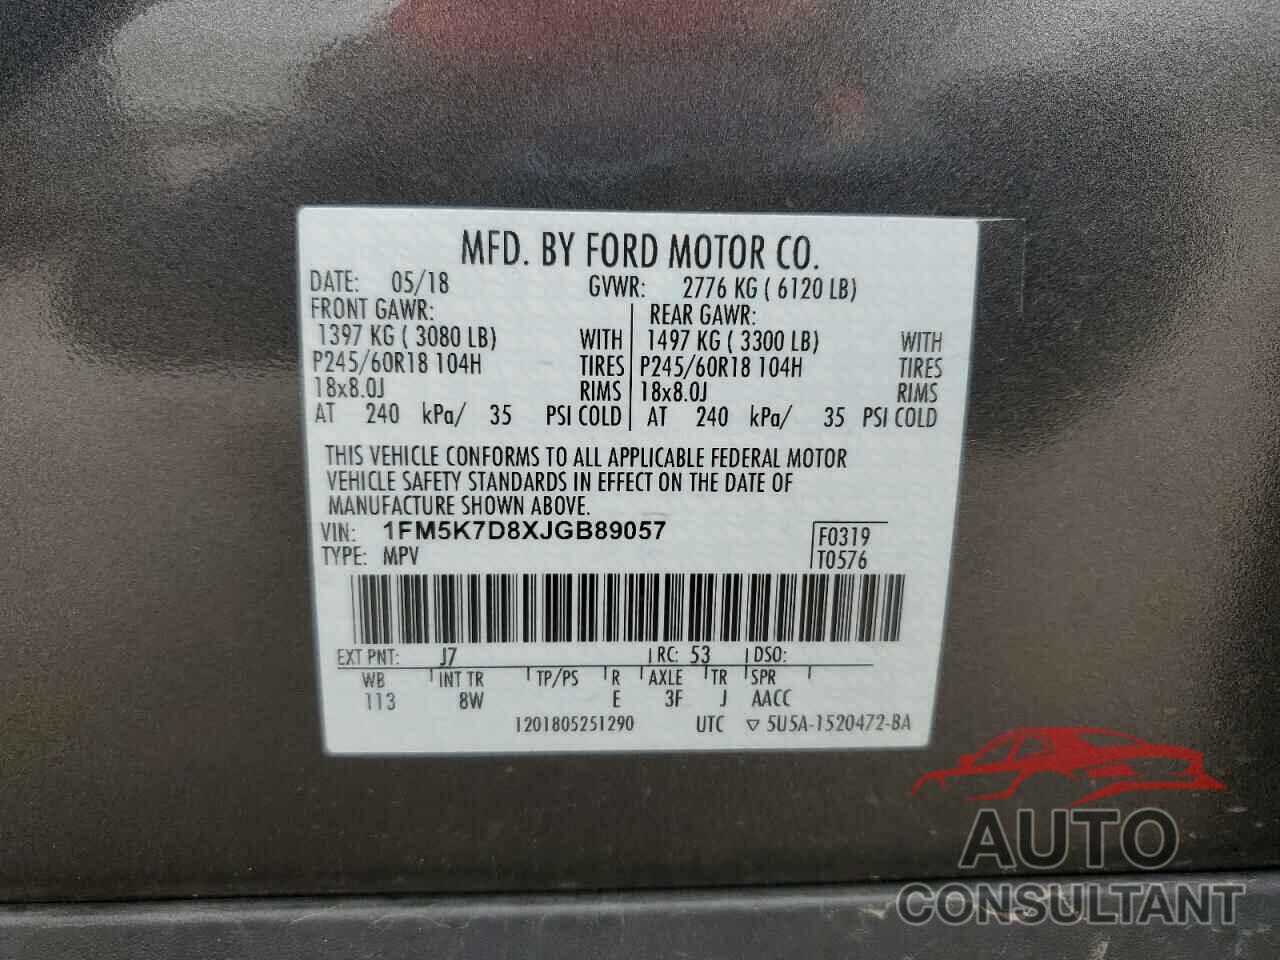 MFD. BY FORD MOTOR CO.
DATE: 05/18 GVWR: 2776 KG ( 6120 LB)
FRONT GAWR: REAR GAWR:
1397 KG ( 3080 LB) WITH 1497 KG ( 3300 LB) WITH
P245/60R18 104H TIRES P245/60R18 104H TIRES
18x8.0J RIMS 18x8.0J RIMS
AT 240 kPa/ 35 PSI COLD AT 240 kPa/ 35 PSI COLD
THIS VEHICLE CONFORMS TO ALL APPLICABLE FEDERAL MOTOR
VEHICLE SAFETY STANDARDS IN EFFECT ON THE DATE OF
MANUFACTURE SHOWN ABOVE.
VIN: 1FM5K7D8XJGB89057 F0319
TYPE: MPV T0576
EXT PNT: J7 RC: 53 DSO:
WB INT TR TP/PS R AXLE TR SPR
113 8W E 3F J AACC
1201805251290 UTC ▽ 5U5A-1520472-BA
AUTO
CONSULTANT